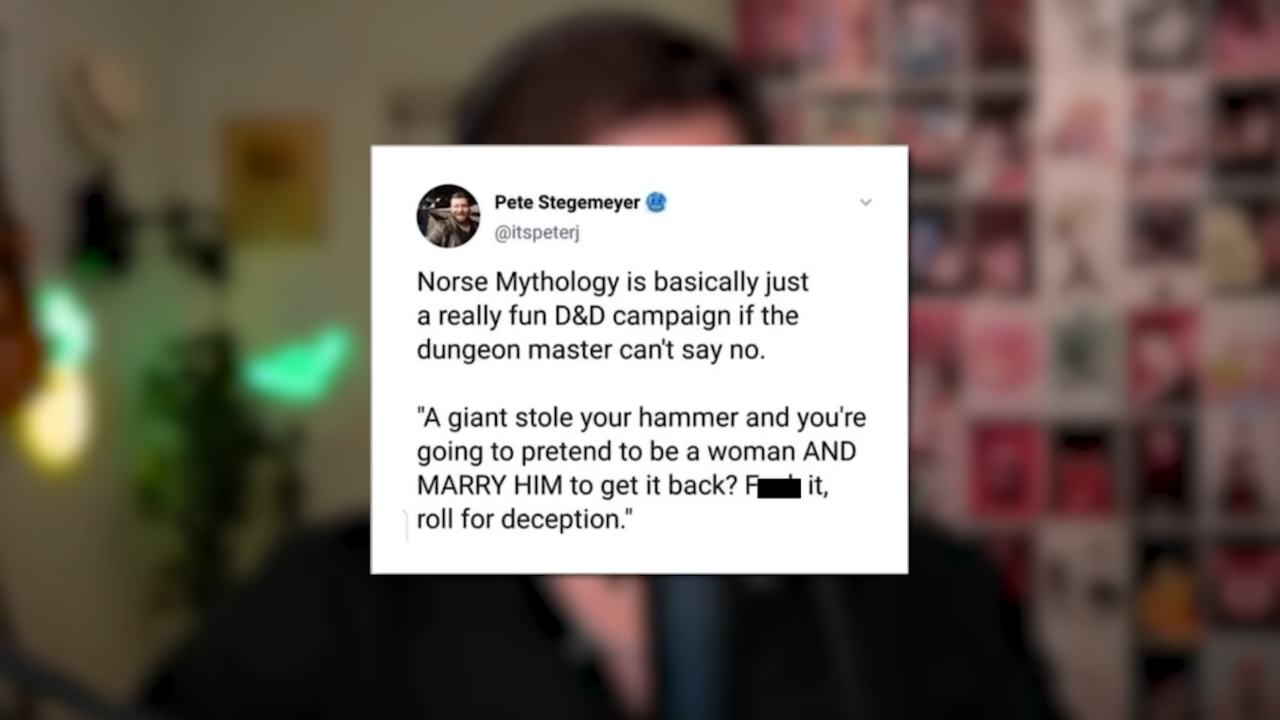 Pete Stegemeyer
@itspeterj
Norse Mythology is basically just
a really fun D&D campaign if the
dungeon master can't say no.
"A giant stole your hammer and you're
going to pretend to be a woman AND
MARRY HIM to get it back? F it,
roll for deception."